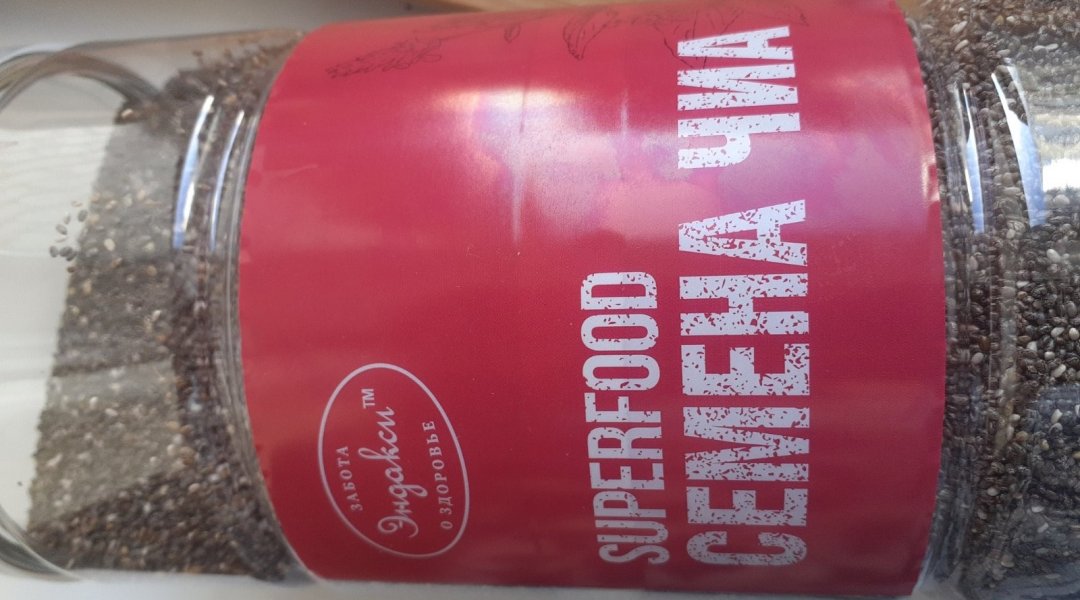 ЗАБОТА
Эндакси™
О ЗДОРОВЬЕ
SUPERFOOD
СЕМЕНА ЧИА